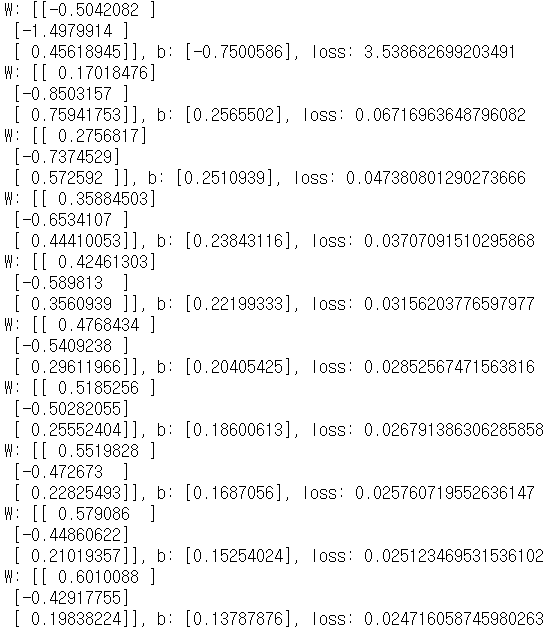 W: [[-0.5042082 ]
[-1.4979914 ]
[ 0.45618945]], b: [-0.7500586], loss: 3.538682699203491
W: [[ 0.17018476]
[-0.8503157 ]
[ 0.75941753]], b: [0.2565502], loss: 0.06716963648796082
W: [[ 0.2756817]
[-0.7374529]
[ 0.572592 ]], b: [0.2510939], loss: 0.047380801290273666
W: [[ 0.35884503]
[-0.6534107 ]
[ 0.44410053]], b: [0.23843116], loss: 0.03707091510295868
W: [[ 0.42461303]
[-0.589813  ]
[ 0.3560939 ]], b: [0.22199333], loss: 0.03156203776597977
W: [[ 0.4768434 ]
[-0.5409238 ]
[ 0.29611966]], b: [0.20405425], loss: 0.02852567471563816
W: [[ 0.5185256 ]
[-0.50282055]
[ 0.25552404]], b: [0.18600613], loss: 0.026791386306285858
W: [[ 0.5519828 ]
[-0.472673  ]
[ 0.22825493]], b: [0.1687056], loss: 0.025760719552636147
W: [[ 0.579086  ]
[-0.44860622]
[ 0.21019357]], b: [0.15254024], loss: 0.025123469531536102
W: [[ 0.6010088 ]
[-0.42917755]
[ 0.19838224]], b: [0.13787876], loss: 0.024716058745980263